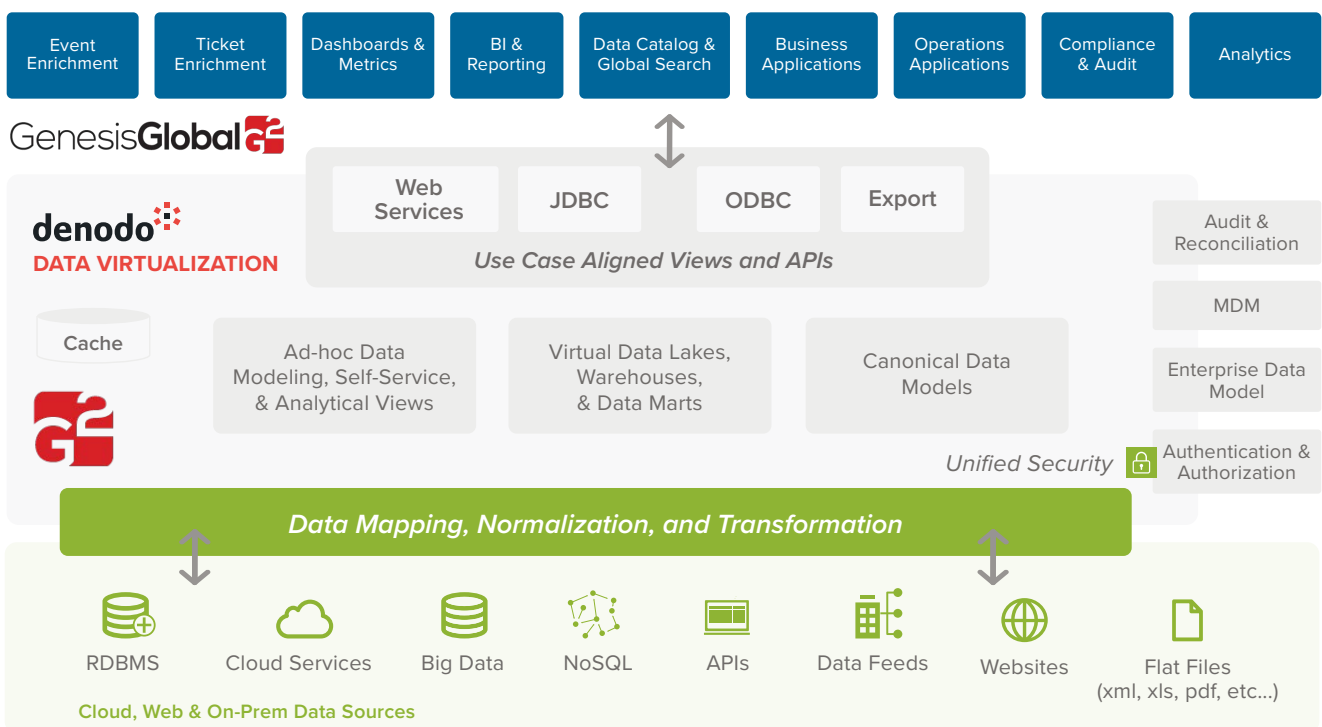 Event
Enrichment
Ticket
Enrichment
Dashboards &
Metrics
BI &
Reporting
Data Catalog &
Global Search
Business
Applications
Operations
Applications
Compliance
& Audit
Analytics
GenesisGlobal G2
Web
Services
JDBC
ODBC
Export
Use Case Aligned Views and APIs
denodo
DATA VIRTUALIZATION
Cache
G2
Ad-hoc Data
Modeling, Self-Service,
& Analytical Views
Virtual Data Lakes,
Warehouses,
& Data Marts
Canonical Data
Models
Audit &
Reconciliation
MDM
Enterprise Data
Model
Unified Security
Authentication &
Authorization
Data Mapping, Normalization, and Transformation
RDBMS
Cloud Services
Big Data
NoSQL
APIs
Data Feeds
Websites
Flat Files
(xml, xls, pdf, etc...)
Cloud, Web & On-Prem Data Sources